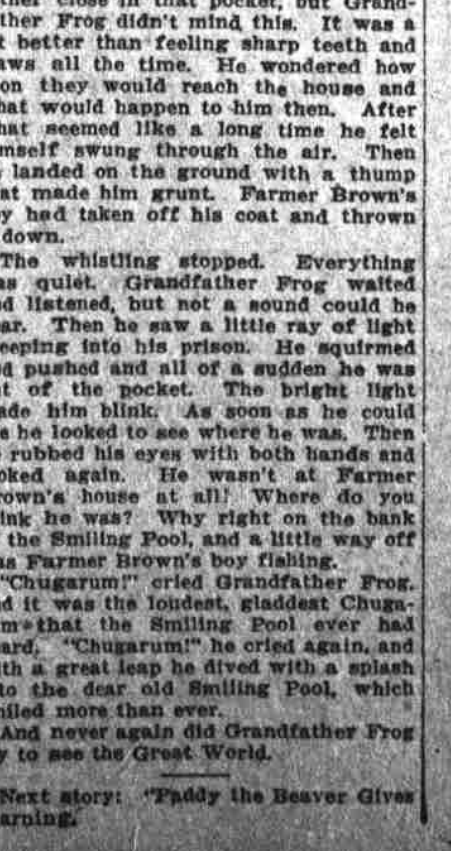 ther close in that pocket, but Grand-
ther Frog didn't mind this. It was a
t better than feeling sharp teeth and
aws all the time. He wondered how
on they would reach the house and
hat would happen to him then. After
hat seemed like a long time he felt
mself swung through the air. Then
landed on the ground with a thump
at made him grunt. Farmer Brown's
y had taken off his coat and thrown
down.
The whistling stopped. Everything
as quiet. Grandfather Frog waited
d listened, but not a sound could he
ear. Then he saw a little ray of light
eeping into his prison. He squirmed
d pushed and all of a sudden he was
t of the pocket. The bright light
ade him blink. As soon as he could
e he looked to see where he was. Then
rubbed his eyes with both hands and
oked again. He wasn't at Farmer
rown's house at all! Where do you
ink he was? Why right on the bank
the Smiling Pool, and a little way off
as Farmer Brown's boy fishing.
"Chugarum!" cried Grandfather Frog.
d it was the loudest, gladdest Chuga-
m that the Smiling Pool ever had
ard. "Chugarum!" he cried again, and
ith a great leap he dived with a splash
to the dear old Smiling Pool, which
niled more than ever.
And never again did Grandfather Frog
y to see the Great World.
Next story: "Paddy the Beaver Gives
arning.